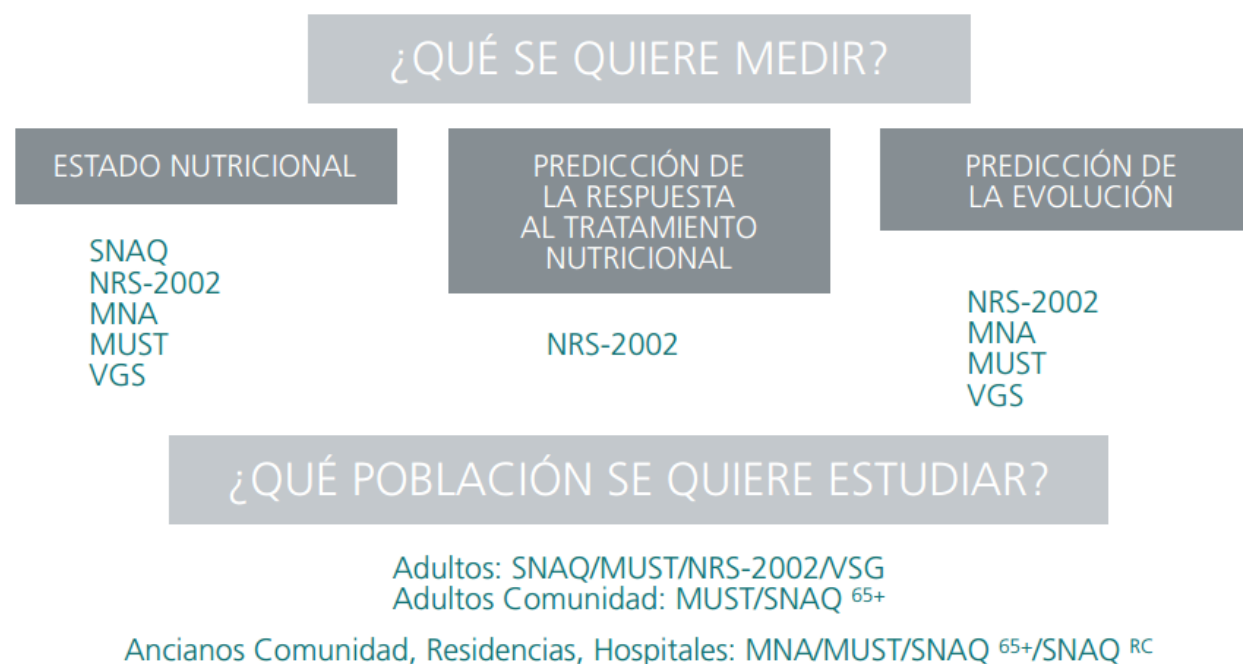 ¿QUÉ SE QUIERE MEDIR?
ESTADO NUTRICIONAL
SNAQ
NRS-2002
MNA
MUST
VGS
PREDICCIÓN DE
LA RESPUESTA
AL TRATAMIENTO
NUTRICIONAL
NRS-2002
PREDICCIÓN DE
LA EVOLUCIÓN
NRS-2002
MNA
MUST
VGS
¿QUÉ POBLACIÓN SE QUIERE ESTUDIAR?
Adultos: SNAQ/MUST/NRS-2002/VSG
Adultos Comunidad: MUST/SNAQ 65+
Ancianos Comunidad, Residencias, Hospitales: MNA/MUST/SNAQ 65+/SNAQ RC